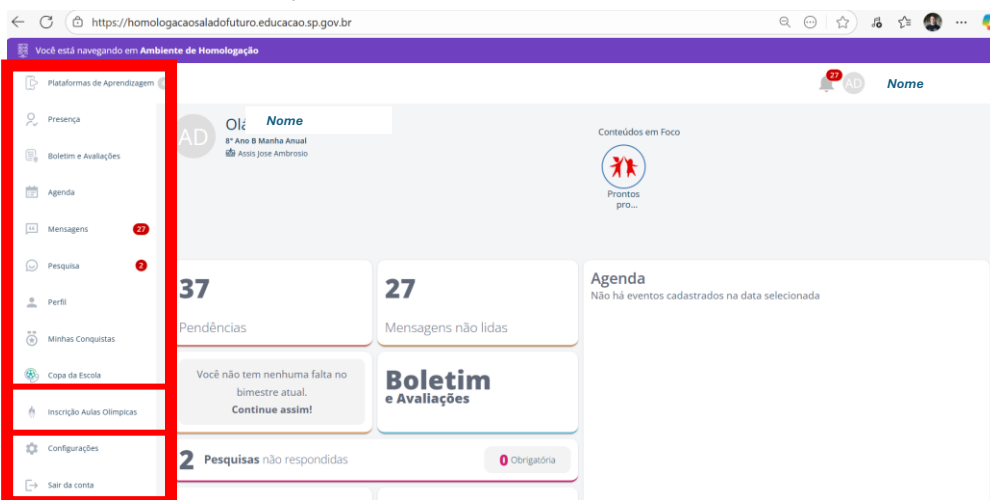 https://homologacaosaladofuturo.educacao.sp.gov.br
Você está navegando em Ambiente de Homologação
Plataformas de Aprendizagem
Presença
Boletim e Avaliações
Agenda
Mensagens 27
Pesquisa 2
Perfil
Minhas Conquistas
Copa da Escola
Inscrição Aulas Olímpicas
Configurações
Sair da conta
27
AD
Nome
AD
Olá Nome
8° Ano B Manha Anual
Assis Jose Ambrosio
Conteúdos em Foco
Prontos
pro...
37
Pendências
27
Mensagens não lidas
Agenda
Não há eventos cadastrados na data selecionada
Você não tem nenhuma falta no
bimestre atual.
Continue assim!
Boletim
e Avaliações
2 Pesquisas não respondidas
0 Obrigatória